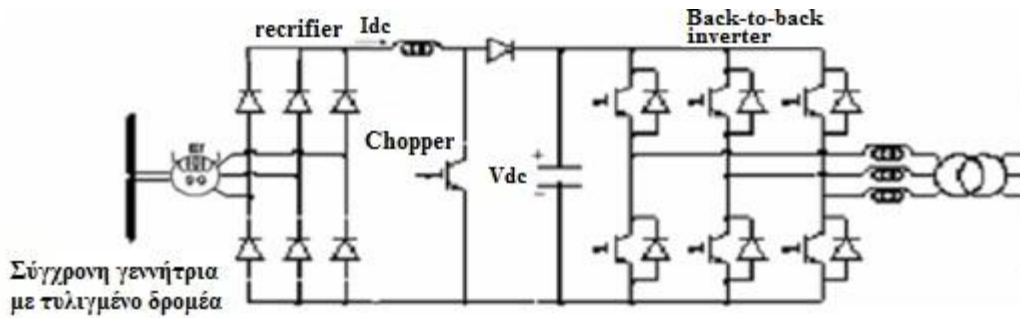 recrifier
Idc
Back-to-back
inverter
Chopper
Vdc
+
-
Σύγχρονη γεννήτρια
με τυλιγμένο δρομέα